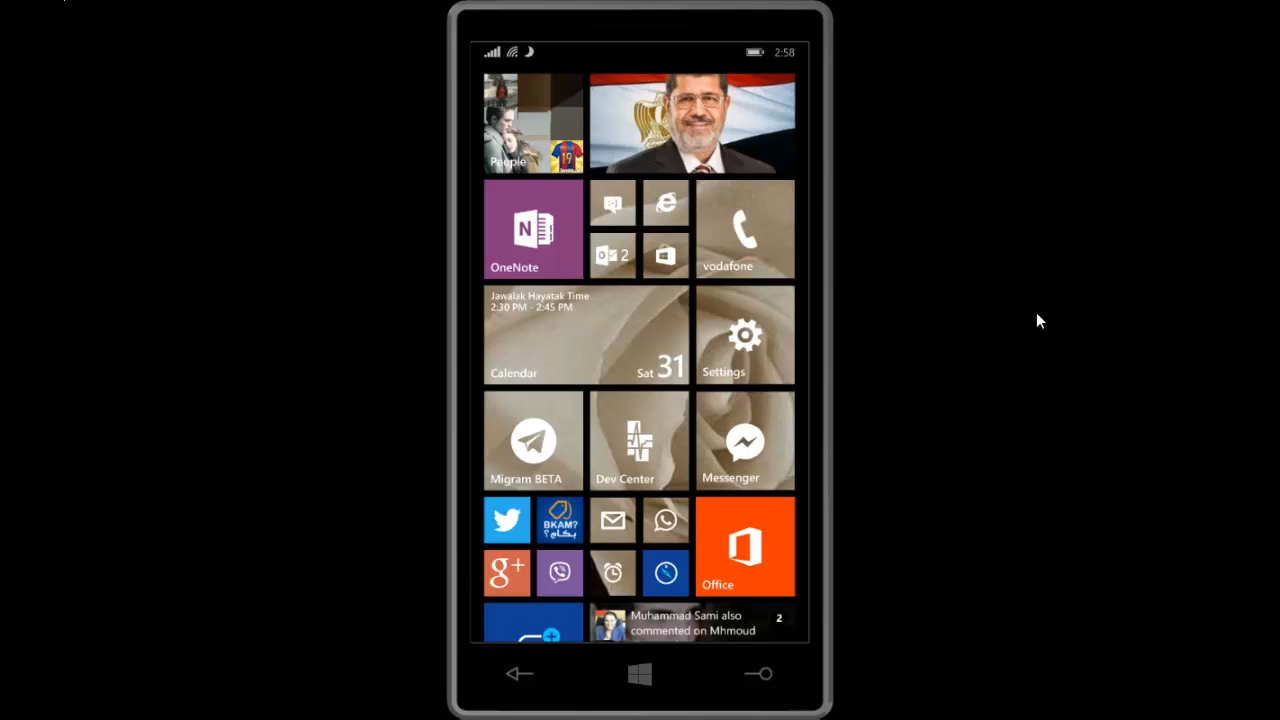 2:58
People
19
N
OneNote
2
vodafone
Jawalak Hayatak Time
2:30 PM - 2:45 PM
Calendar
Sat 31
Settings
Migram BETA
Dev Center
Messenger
BKAM?
بكام؟
g+
Office
Muhammad Sami also
commented on Mhmoud
2